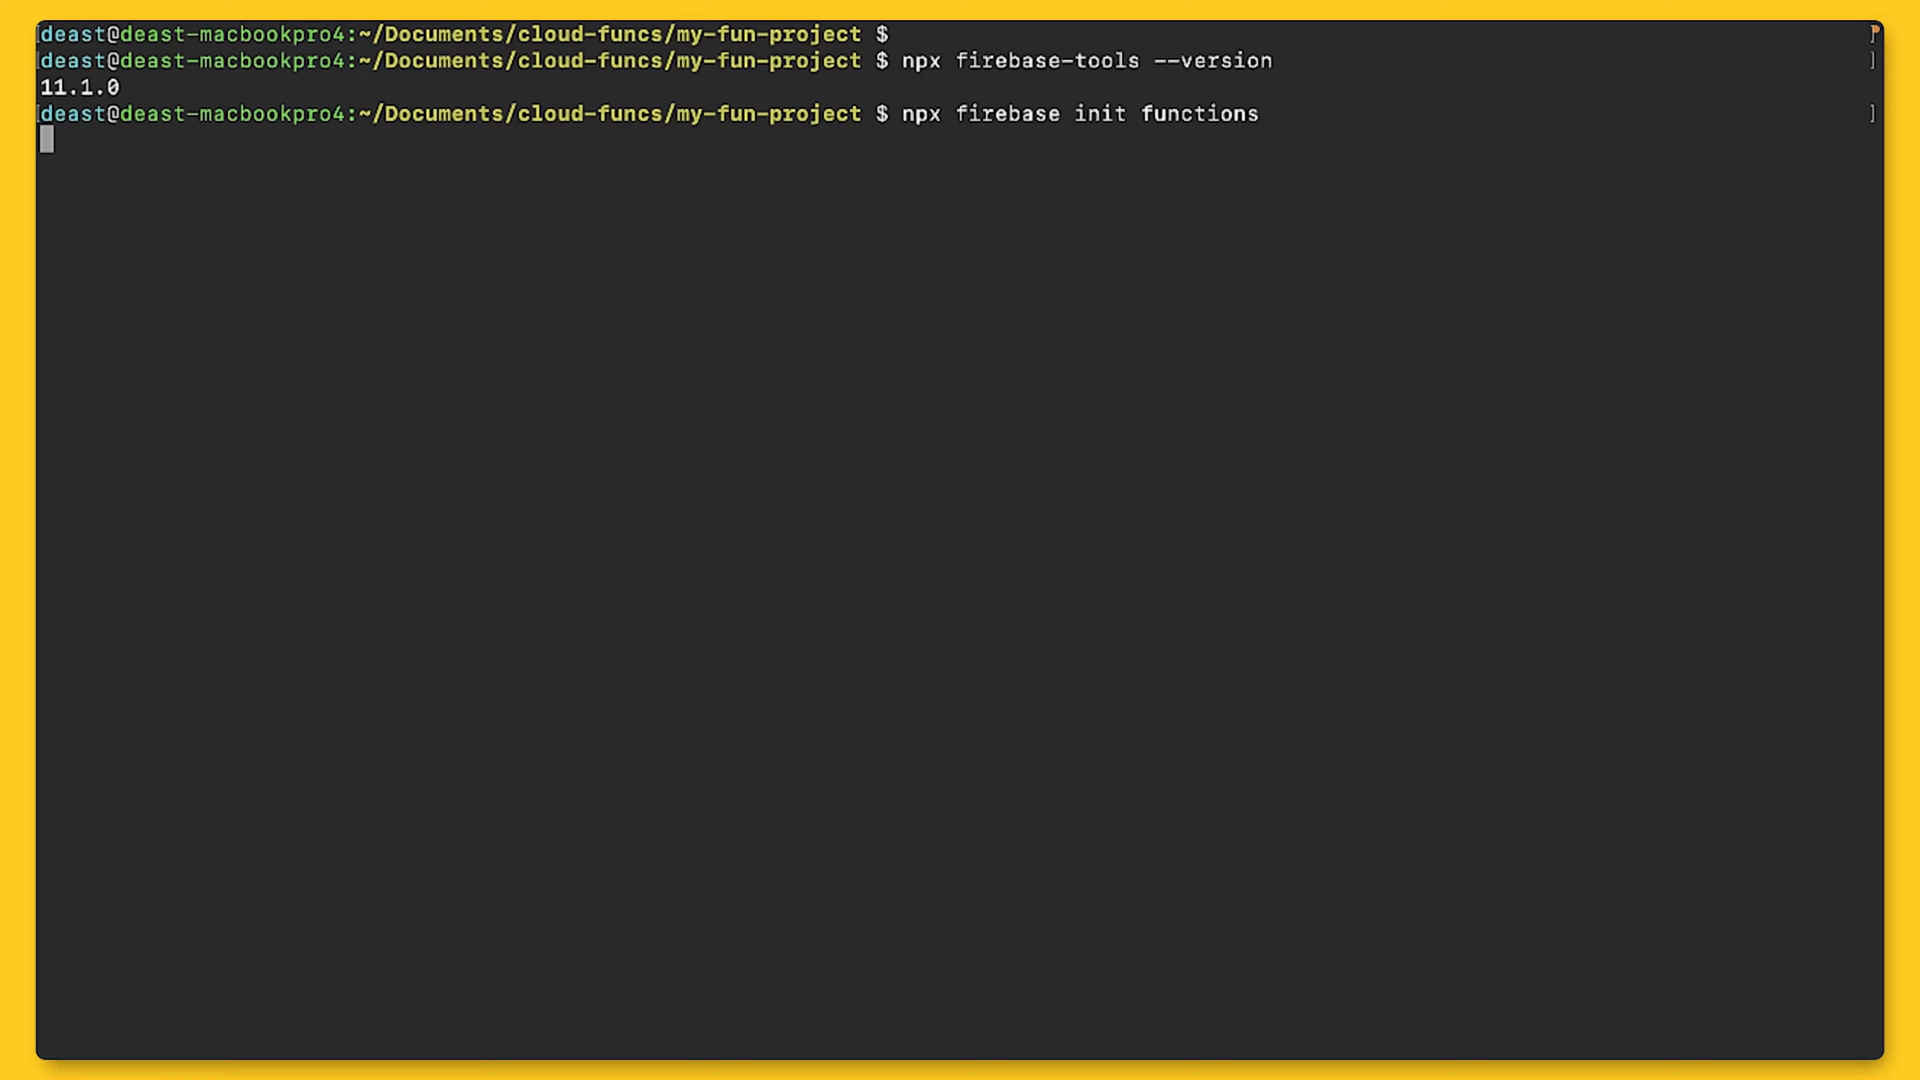 [deast@deast-macbookpro4:~/Documents/cloud-funcs/my-fun-project $ ]
[deast@deast-macbookpro4:~/Documents/cloud-funcs/my-fun-project $ npx firebase-tools --version ]
11.1.0
[deast@deast-macbookpro4:~/Documents/cloud-funcs/my-fun-project $ npx firebase init functions ]